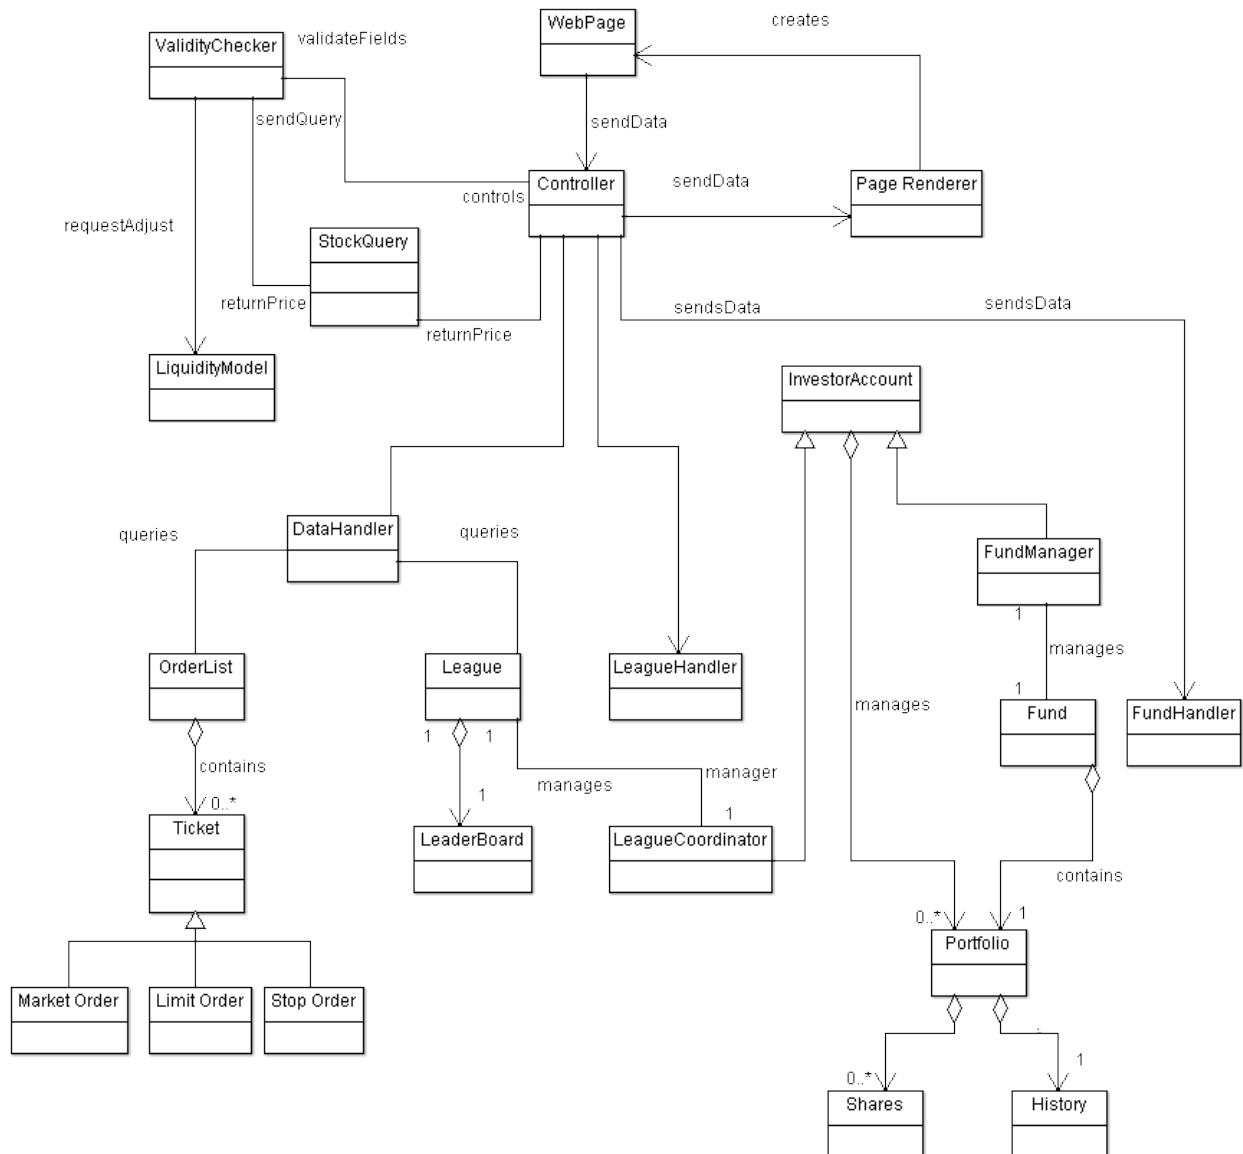 WebPage
creates
ValidityChecker
validateFields
sendQuery
sendData
Controller
sendData
Page Renderer
controls
requestAdjust
StockQuery
returnPrice
returnPrice
sendsData
sendsData
LiquidityModel
InvestorAccount
queries
DataHandler
queries
FundManager
1
manages
OrderList
League
LeagueHandler
manages
1
Fund
FundHandler
1
1
contains
manages
manager
1
1
0..*
Ticket
LeaderBoard
LeagueCoordinator
contains
0..*
1
Portfolio
Market Order
Limit Order
Stop Order
0..*
1
Shares
History